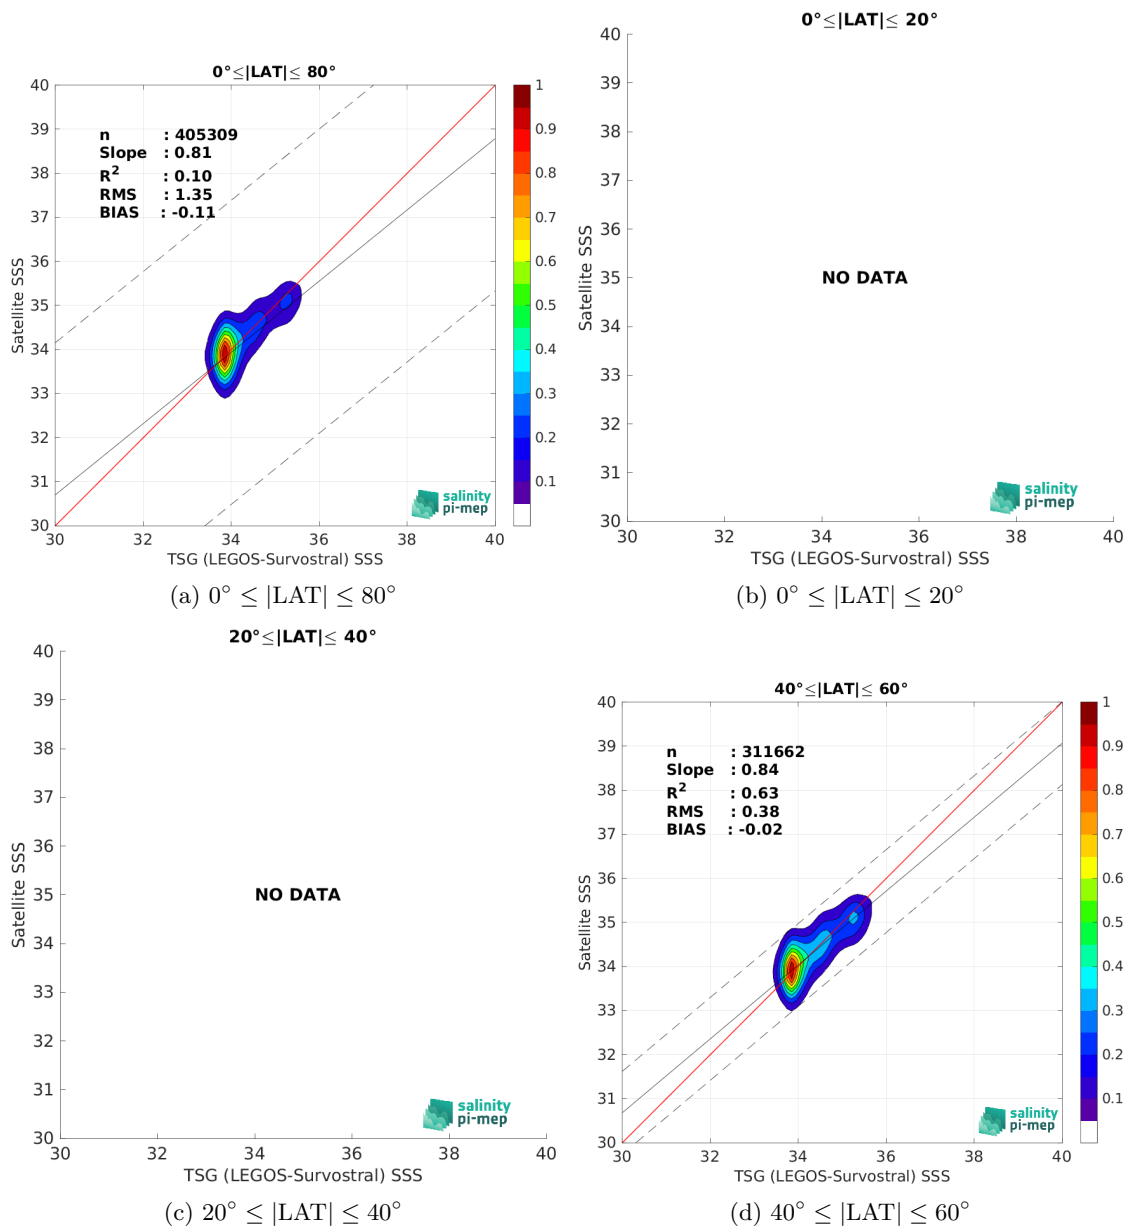 0°≤|LAT|≤ 80°
n : 405309
Slope : 0.81
R² : 0.10
RMS : 1.35
BIAS : -0.11
40
39
38
37
36
35
34
33
32
31
30
30 32 34 36 38 40
Satellite SSS
TSG (LEGOS-Survostral) SSS
1
0.9
0.8
0.7
0.6
0.5
0.4
0.3
0.2
0.1
salinity
pi-mep
(a) 0° ≤ |LAT| ≤ 80°
0°≤|LAT|≤ 20°
40
39
38
37
36
35
34
33
32
31
30
30 32 34 36 38 40
Satellite SSS
NO DATA
TSG (LEGOS-Survostral) SSS
salinity
pi-mep
(b) 0° ≤ |LAT| ≤ 20°
20°≤|LAT|≤ 40°
40
39
38
37
36
35
34
33
32
31
30
30 32 34 36 38 40
Satellite SSS
NO DATA
TSG (LEGOS-Survostral) SSS
salinity
pi-mep
(c) 20° ≤ |LAT| ≤ 40°
40°≤|LAT|≤ 60°
n : 311662
Slope : 0.84
R² : 0.63
RMS : 0.38
BIAS : -0.02
40
39
38
37
36
35
34
33
32
31
30
30 32 34 36 38 40
Satellite SSS
TSG (LEGOS-Survostral) SSS
1
0.9
0.8
0.7
0.6
0.5
0.4
0.3
0.2
0.1
salinity
pi-mep
(d) 40° ≤ |LAT| ≤ 60°